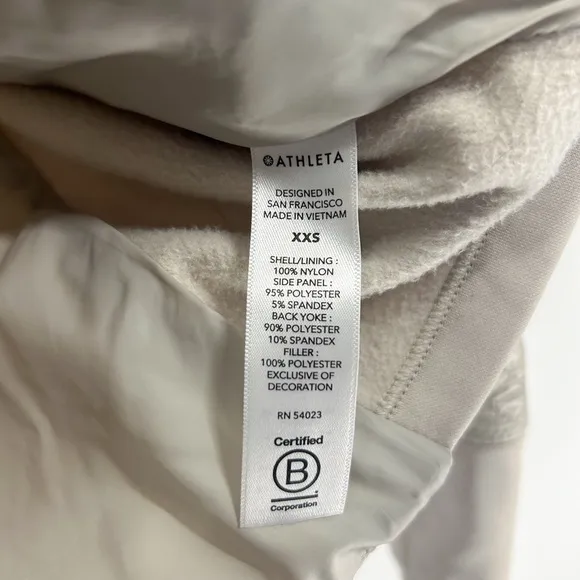 ATHLETA
DESIGNED IN
SAN FRANCISCO
MADE IN VIETNAM
XXS
SHELL/LINING :
100% NYLON
SIDE PANEL :
95% POLYESTER
5% SPANDEX
BACK YOKE :
90% POLYESTER
10% SPANDEX
FILLER :
100% POLYESTER
EXCLUSIVE OF
DECORATION
RN 54023
Certified
B
Corporation